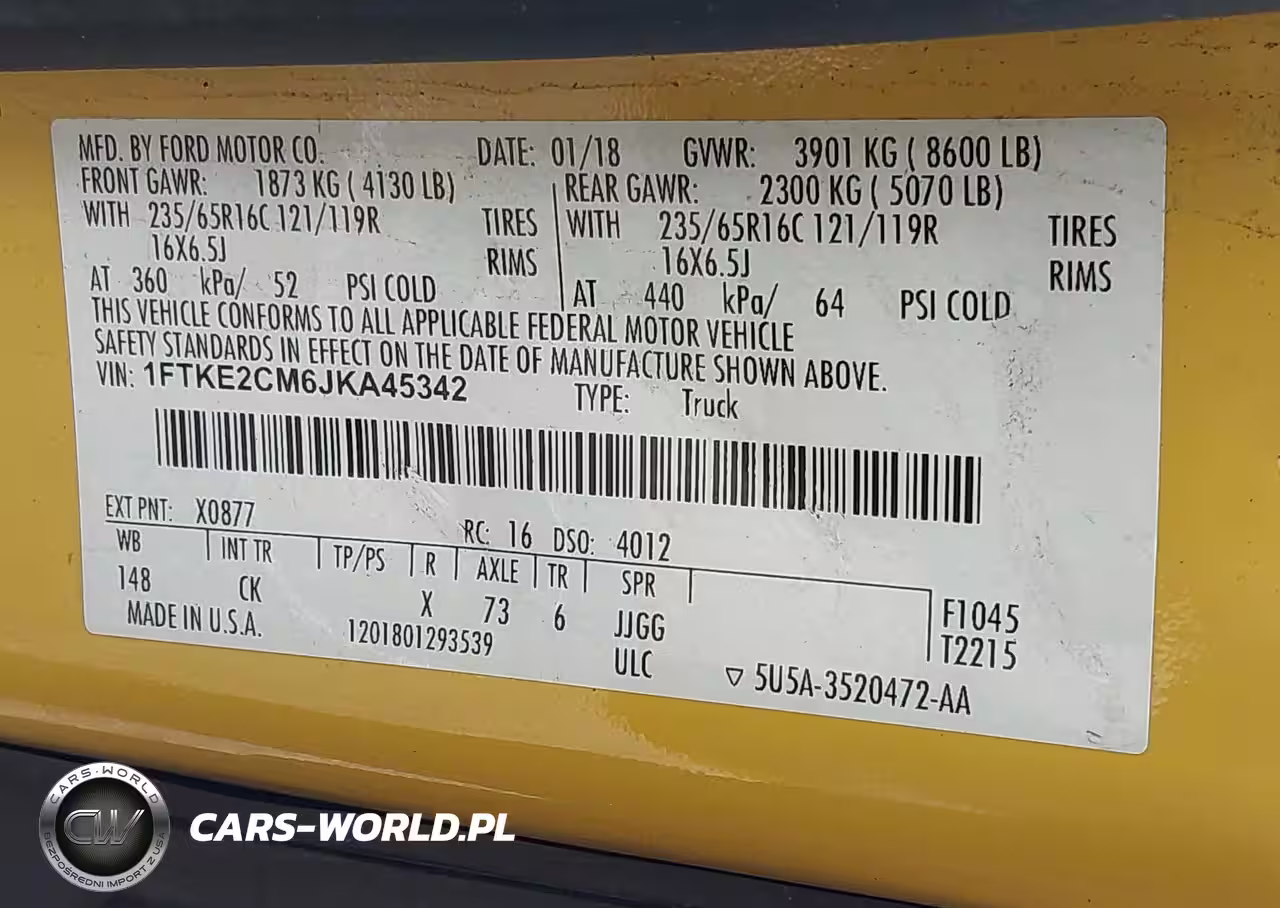 MFD. BY FORD MOTOR CO. DATE: 01/18 GVWR: 3901 KG ( 8600 LB)
FRONT GAWR: 1873 KG ( 4130 LB) REAR GAWR: 2300 KG ( 5070 LB)
WITH 235/65R16C 121/119R TIRES WITH 235/65R16C 121/119R TIRES
16X6.5J RIMS 16X6.5J RIMS
AT 360 kPa/ 52 PSI COLD AT 440 kPa/ 64 PSI COLD
THIS VEHICLE CONFORMS TO ALL APPLICABLE FEDERAL MOTOR VEHICLE
SAFETY STANDARDS IN EFFECT ON THE DATE OF MANUFACTURE SHOWN ABOVE.
VIN: 1FTKE2CM6JKA45342 TYPE: Truck
EXT PNT: X0877 RC: 16 DSO: 4012
WB INT TR TP/PS R AXLE TR SPR
148 CK X 73 6 JJGG F1045
MADE IN U.S.A. 1201801293539 ULC T2215
▽ 5U5A-3520472-AA
CARS-WORLD
CW
BEZPOŚREDNI IMPORT Z USA
CARS-WORLD.PL